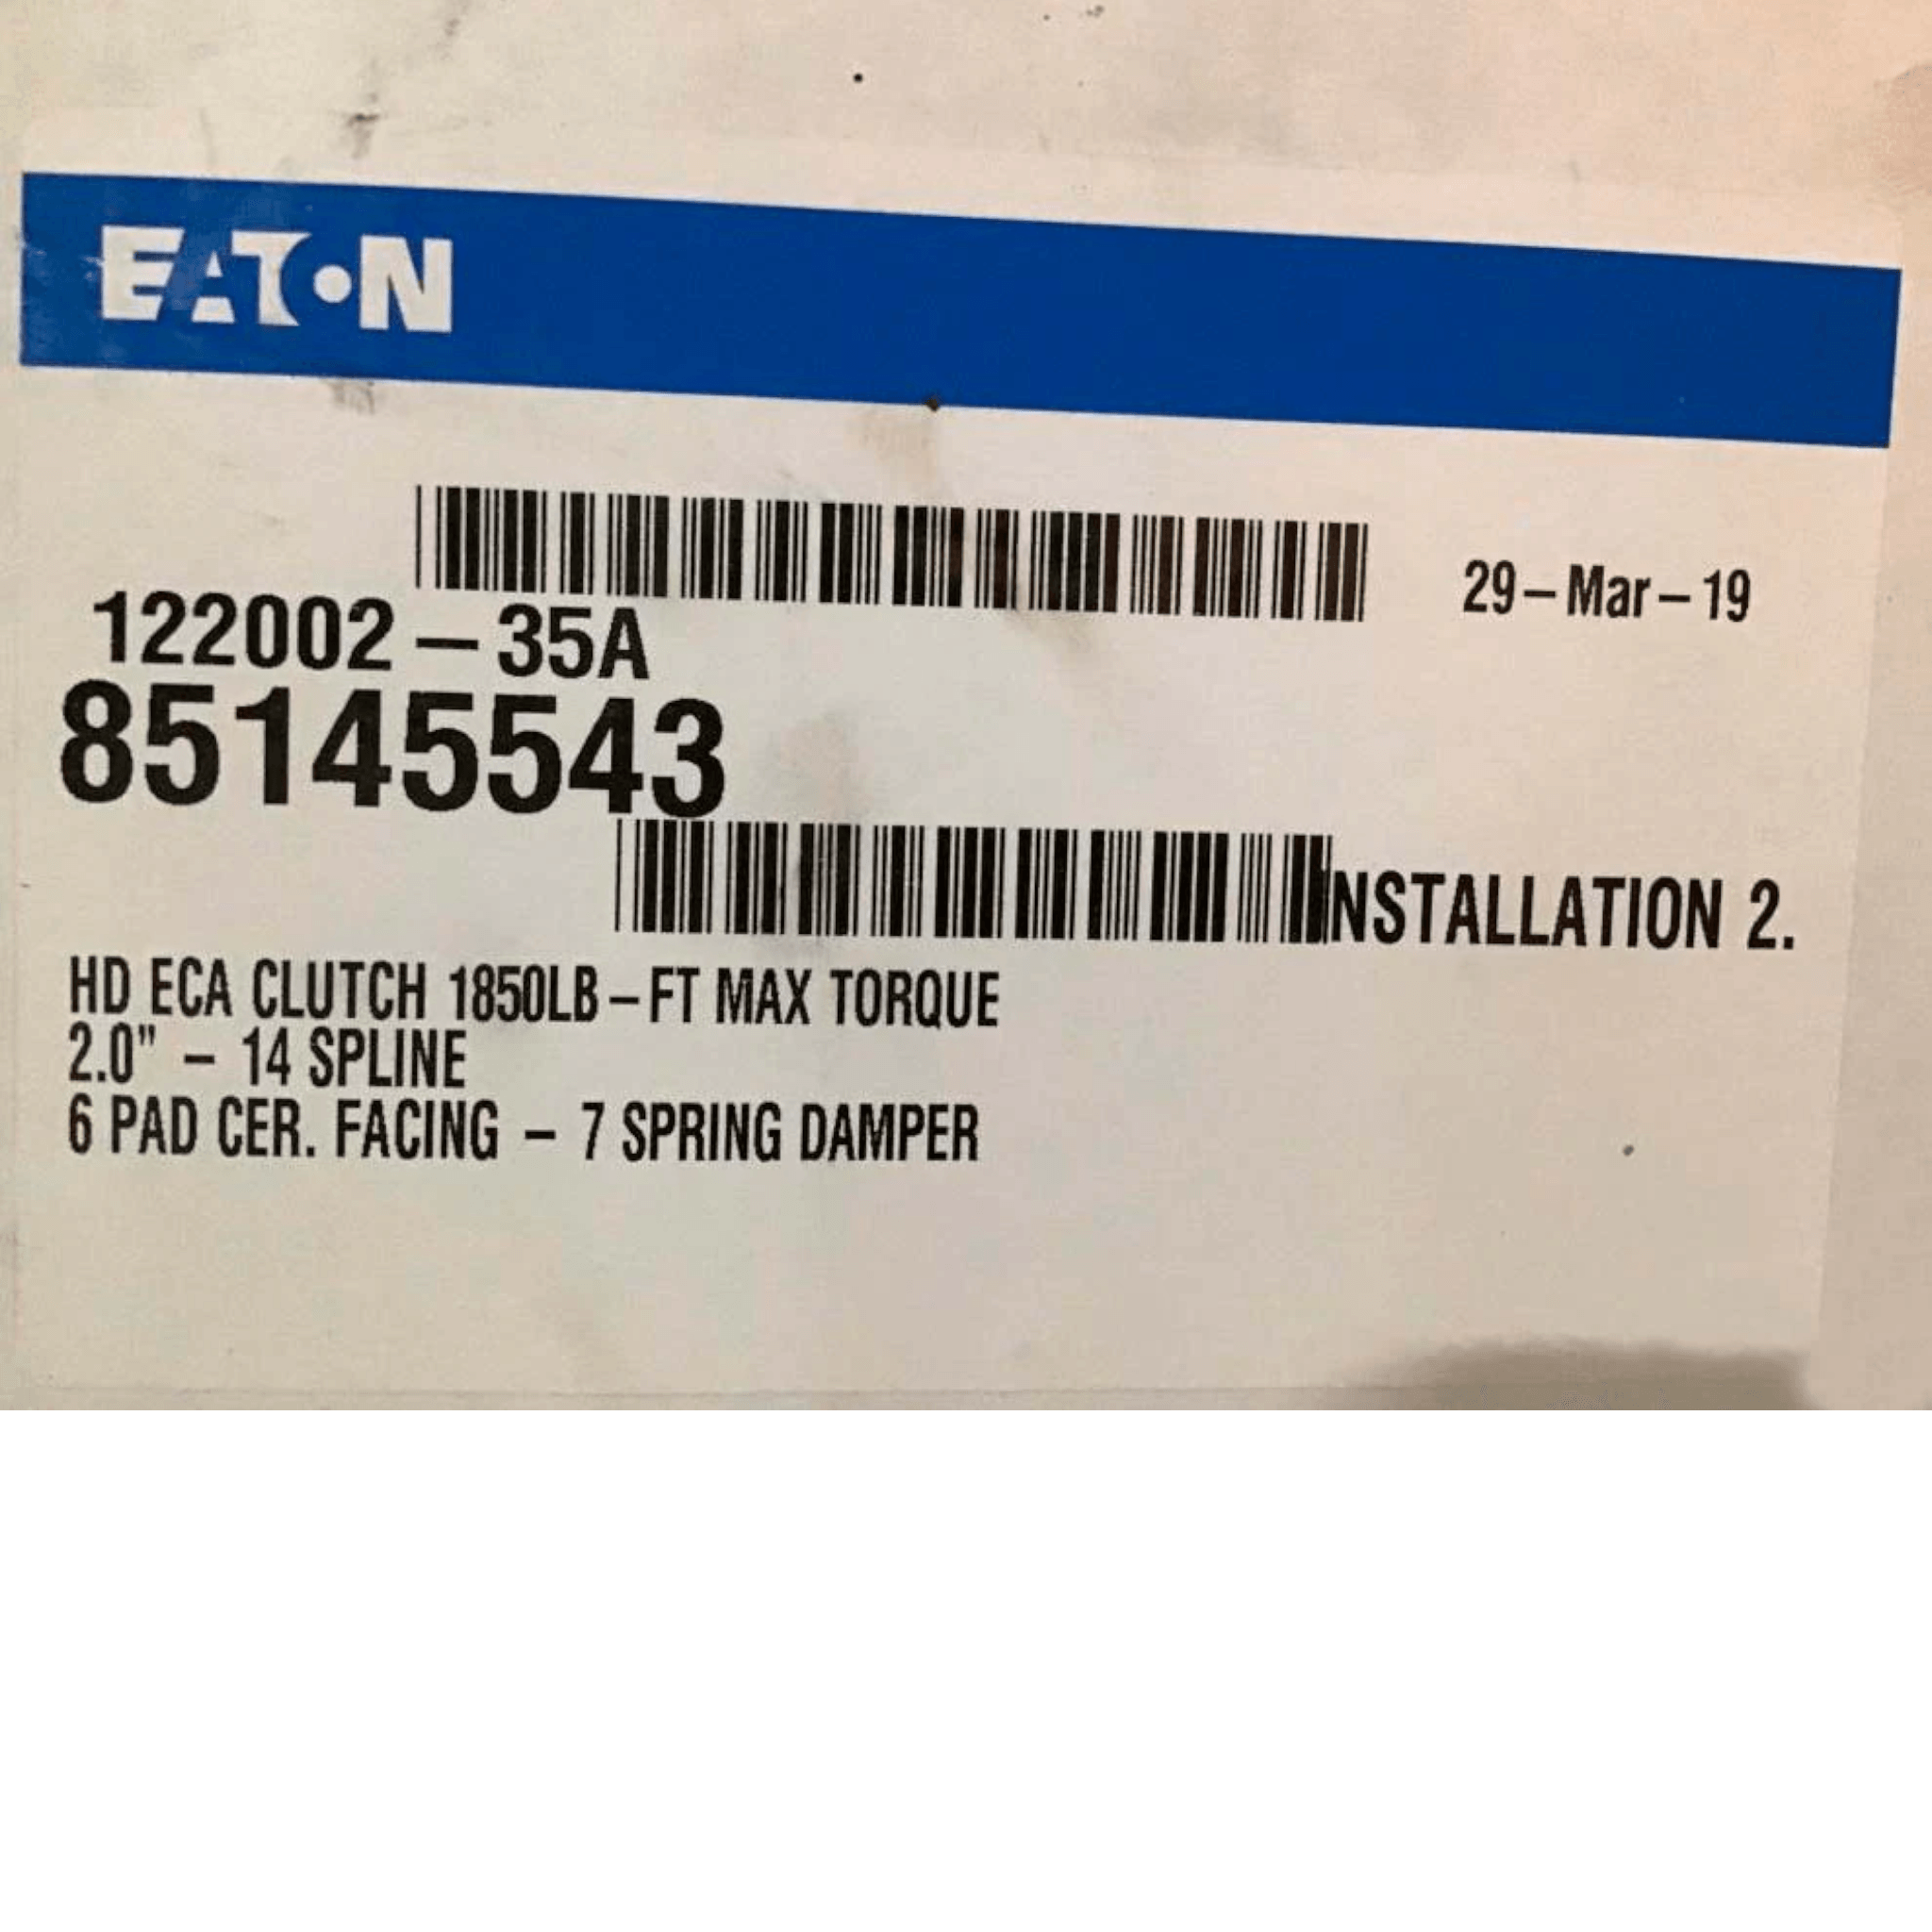 EATON
29-Mar-19
122002-35A
85145543
INSTALLATION 2.
HD ECA CLUTCH 1850LB-FT MAX TORQUE
2.0" - 14 SPLINE
6 PAD CER. FACING - 7 SPRING DAMPER